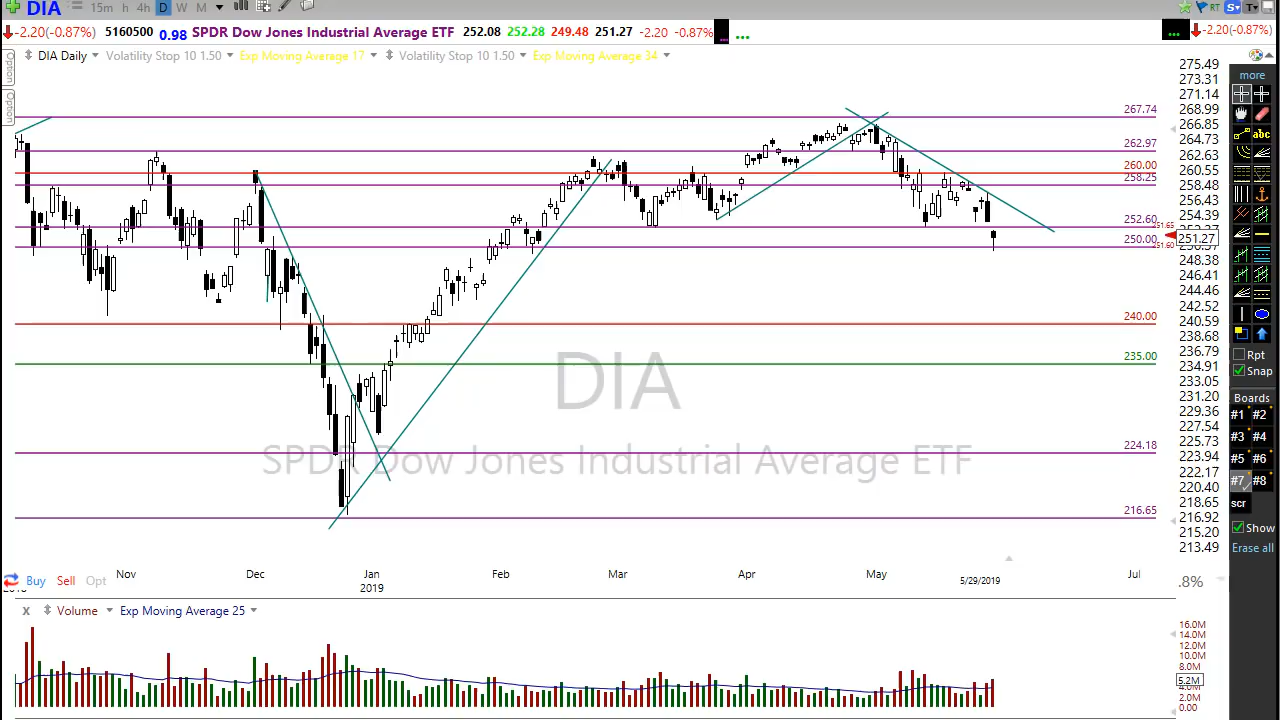 DIA 15m h 4h D W M RT S T
-2.20(-0.87%) 5160500 0.98 SPDR Dow Jones Industrial Average ETF 252.08 252.28 249.48 251.27 -2.20 -0.87% ... ... -2.20(-0.87%)
DIA Daily Volatility Stop 10 1.50 Exp Moving Average 17 Volatility Stop 10 1.50 Exp Moving Average 34
Option
Option
267.74
262.97
260.00
258.25
252.60
251.65
250.00
251.60
240.00
235.00
224.18
216.65
275.49
273.31
271.14
268.99
266.85
264.73
262.63
260.55
258.48
256.43
254.39
251.27
248.38
246.41
244.46
242.52
240.59
238.68
236.79
234.91
233.05
231.20
229.36
227.54
225.73
223.94
222.17
220.40
218.65
216.92
215.20
213.49
DIA
SPDR Dow Jones Industrial Average ETF
more
abc
Rpt
Snap
Boards
#1 #2
#3 #4
#5 #6
#7 #8
scr
Show
Erase all
Buy Sell Opt
Nov Dec Jan Feb Mar Apr May 5/29/2019 Jul
2019
.8%
x Volume Exp Moving Average 25
16.0M
14.0M
12.0M
10.0M
8.0M
5.2M
4.0M
2.0M
0.00